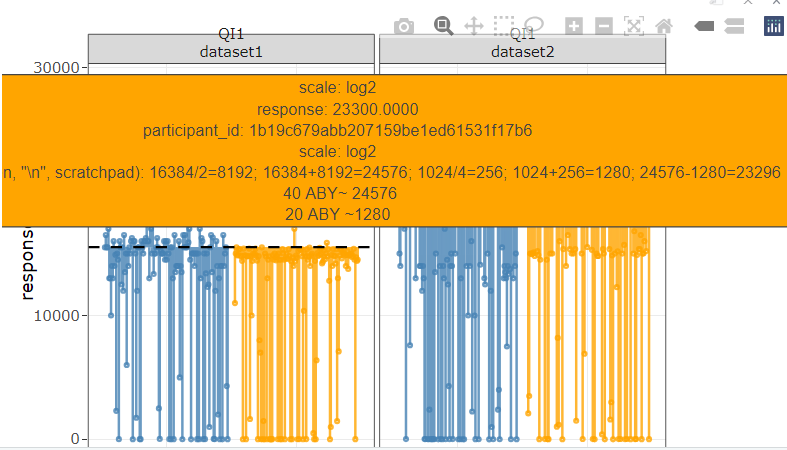 QI1
QI1
dataset1
dataset2
30000
scale: log2
response: 23300.0000
participant_id: 1b19c679abb207159be1ed61531f17b6
scale: log2
n, "\n", scratchpad): 16384/2=8192; 16384+8192=24576; 1024/4=256; 1024+256=1280; 24576-1280=23296
40 ABY~ 24576
20 ABY ~1280
response
10000
0